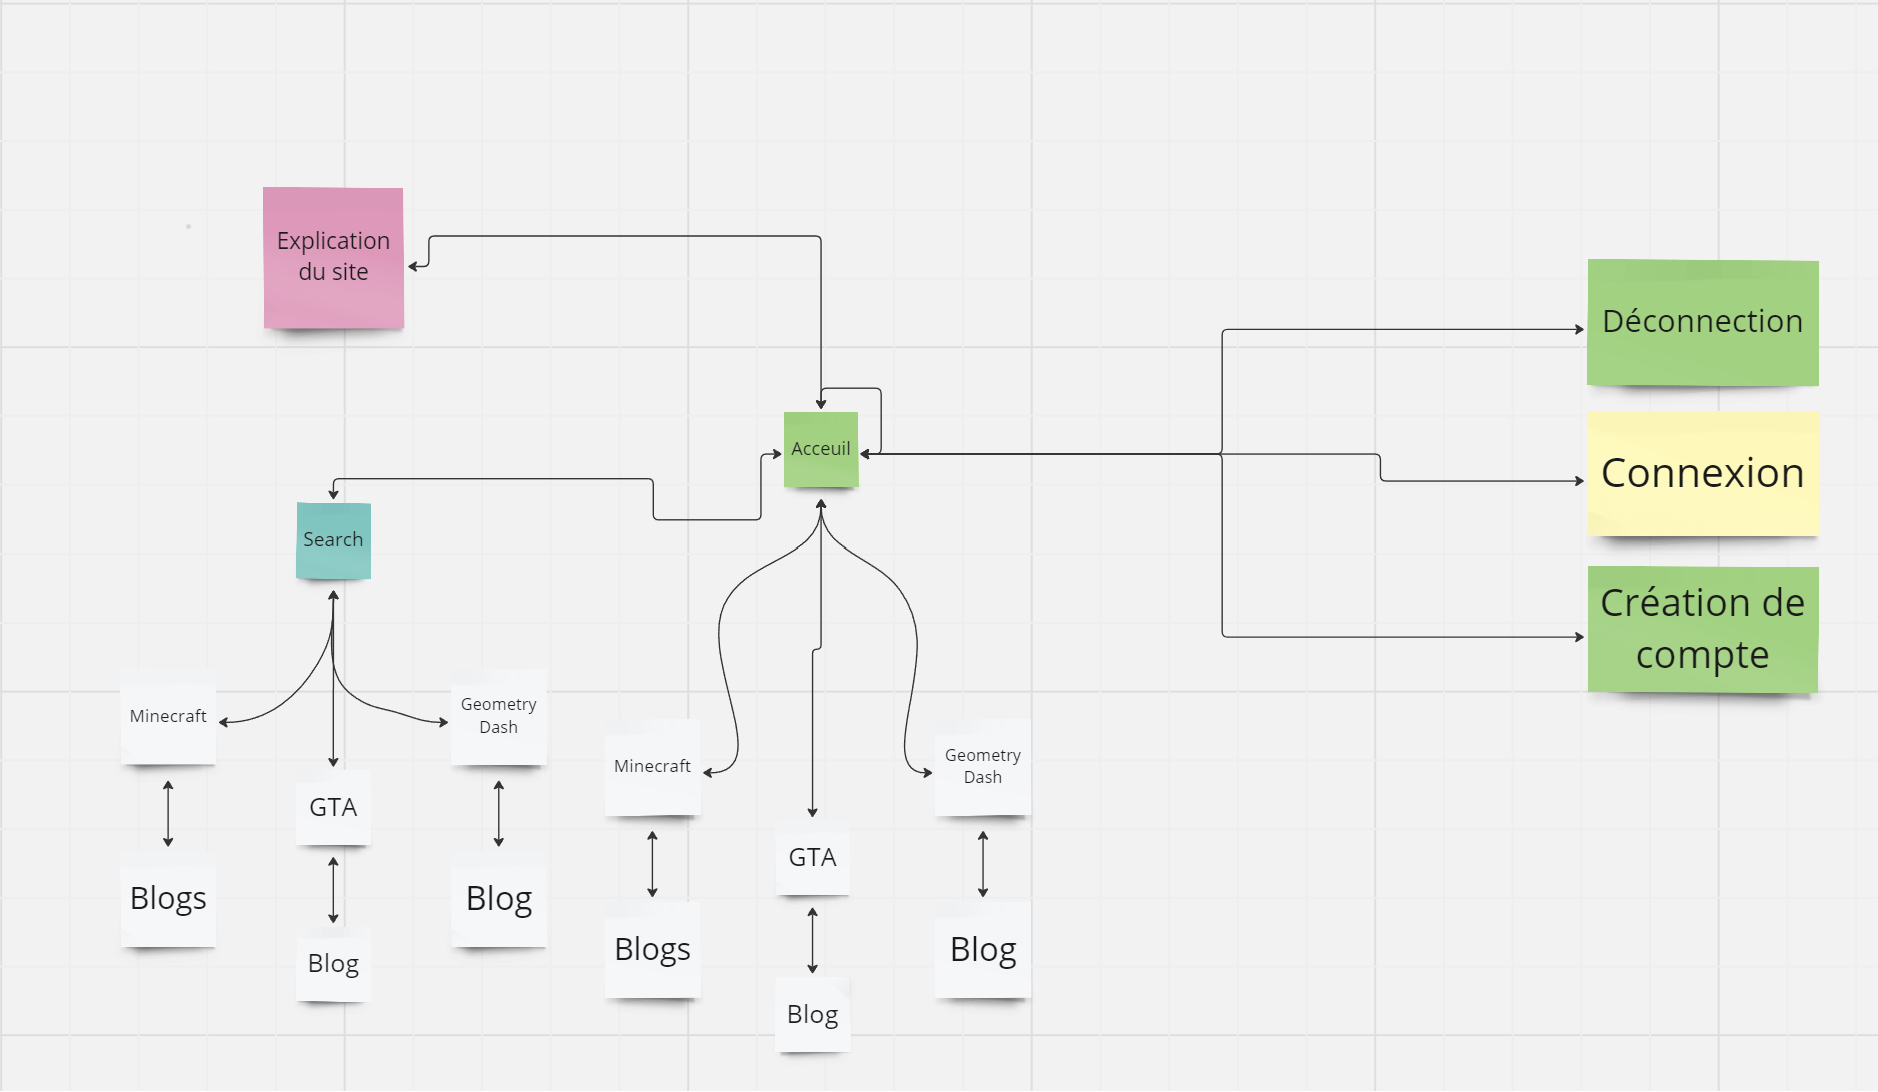 Explication
du site
Déconnection
Acceuil
Connexion
Search
Création de
compte
Minecraft
Geometry
Dash
GTA
Blogs
Blog
Blog
Minecraft
Geometry
Dash
GTA
Blogs
Blog
Blog